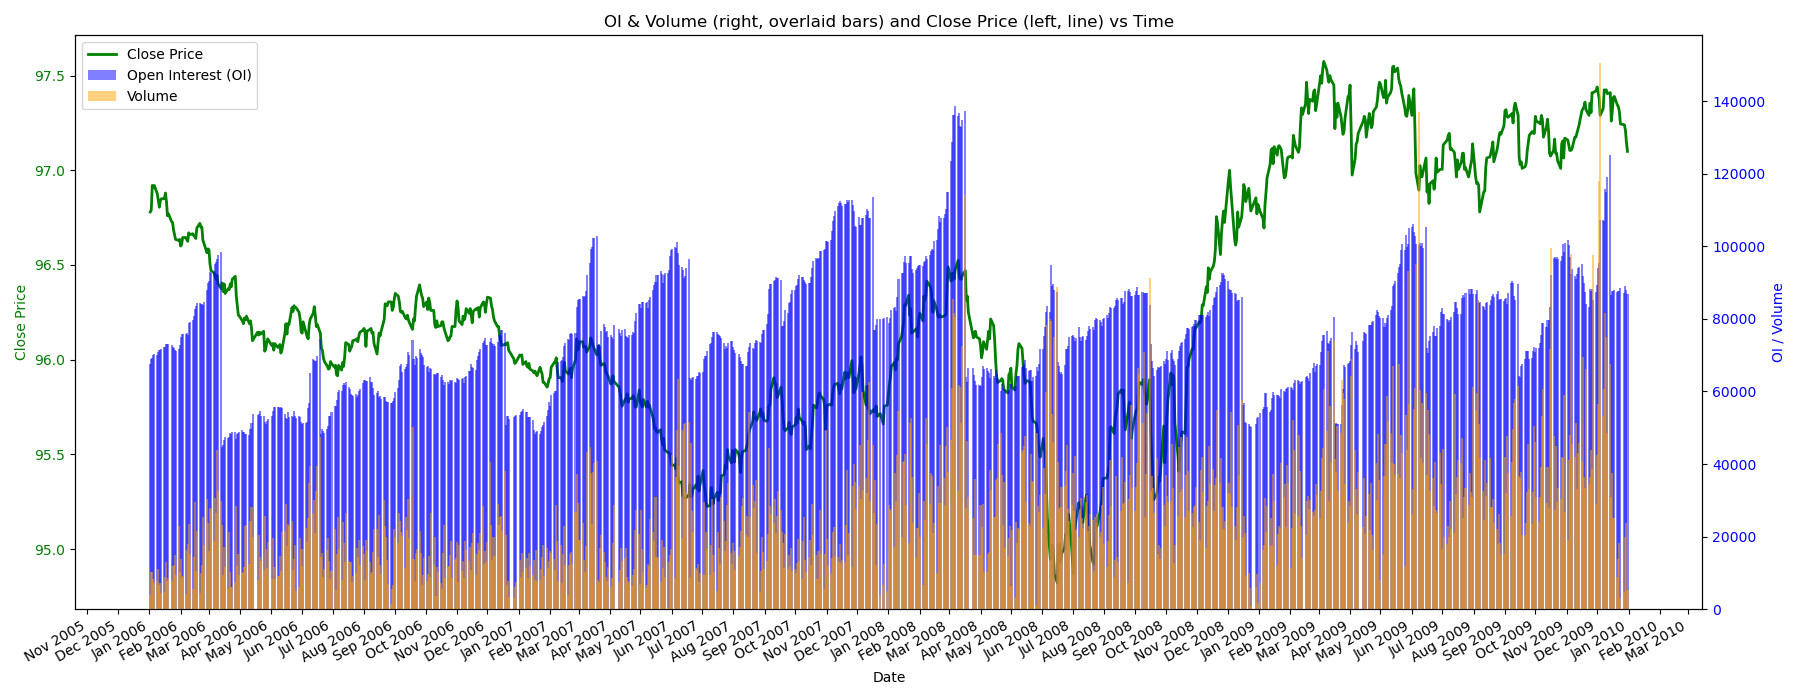 OI & Volume (right, overlaid bars) and Close Price (left, line) vs Time
Close Price
Open Interest (OI)
Volume
97.5
97.0
96.5
96.0
95.5
95.0
Close Price
140000
120000
100000
80000
60000
40000
20000
0
OI / Volume
Nov 2005
Dec 2005
Jan 2006
Feb 2006
Mar 2006
Apr 2006
May 2006
Jun 2006
Jul 2006
Aug 2006
Sep 2006
Oct 2006
Nov 2006
Dec 2006
Jan 2007
Feb 2007
Mar 2007
Apr 2007
May 2007
Jun 2007
Jul 2007
Aug 2007
Sep 2007
Oct 2007
Nov 2007
Dec 2007
Jan 2008
Feb 2008
Mar 2008
Apr 2008
May 2008
Jun 2008
Jul 2008
Aug 2008
Sep 2008
Oct 2008
Nov 2008
Dec 2008
Jan 2009
Feb 2009
Mar 2009
Apr 2009
May 2009
Jun 2009
Jul 2009
Aug 2009
Sep 2009
Oct 2009
Nov 2009
Dec 2009
Jan 2010
Feb 2010
Mar 2010
Date